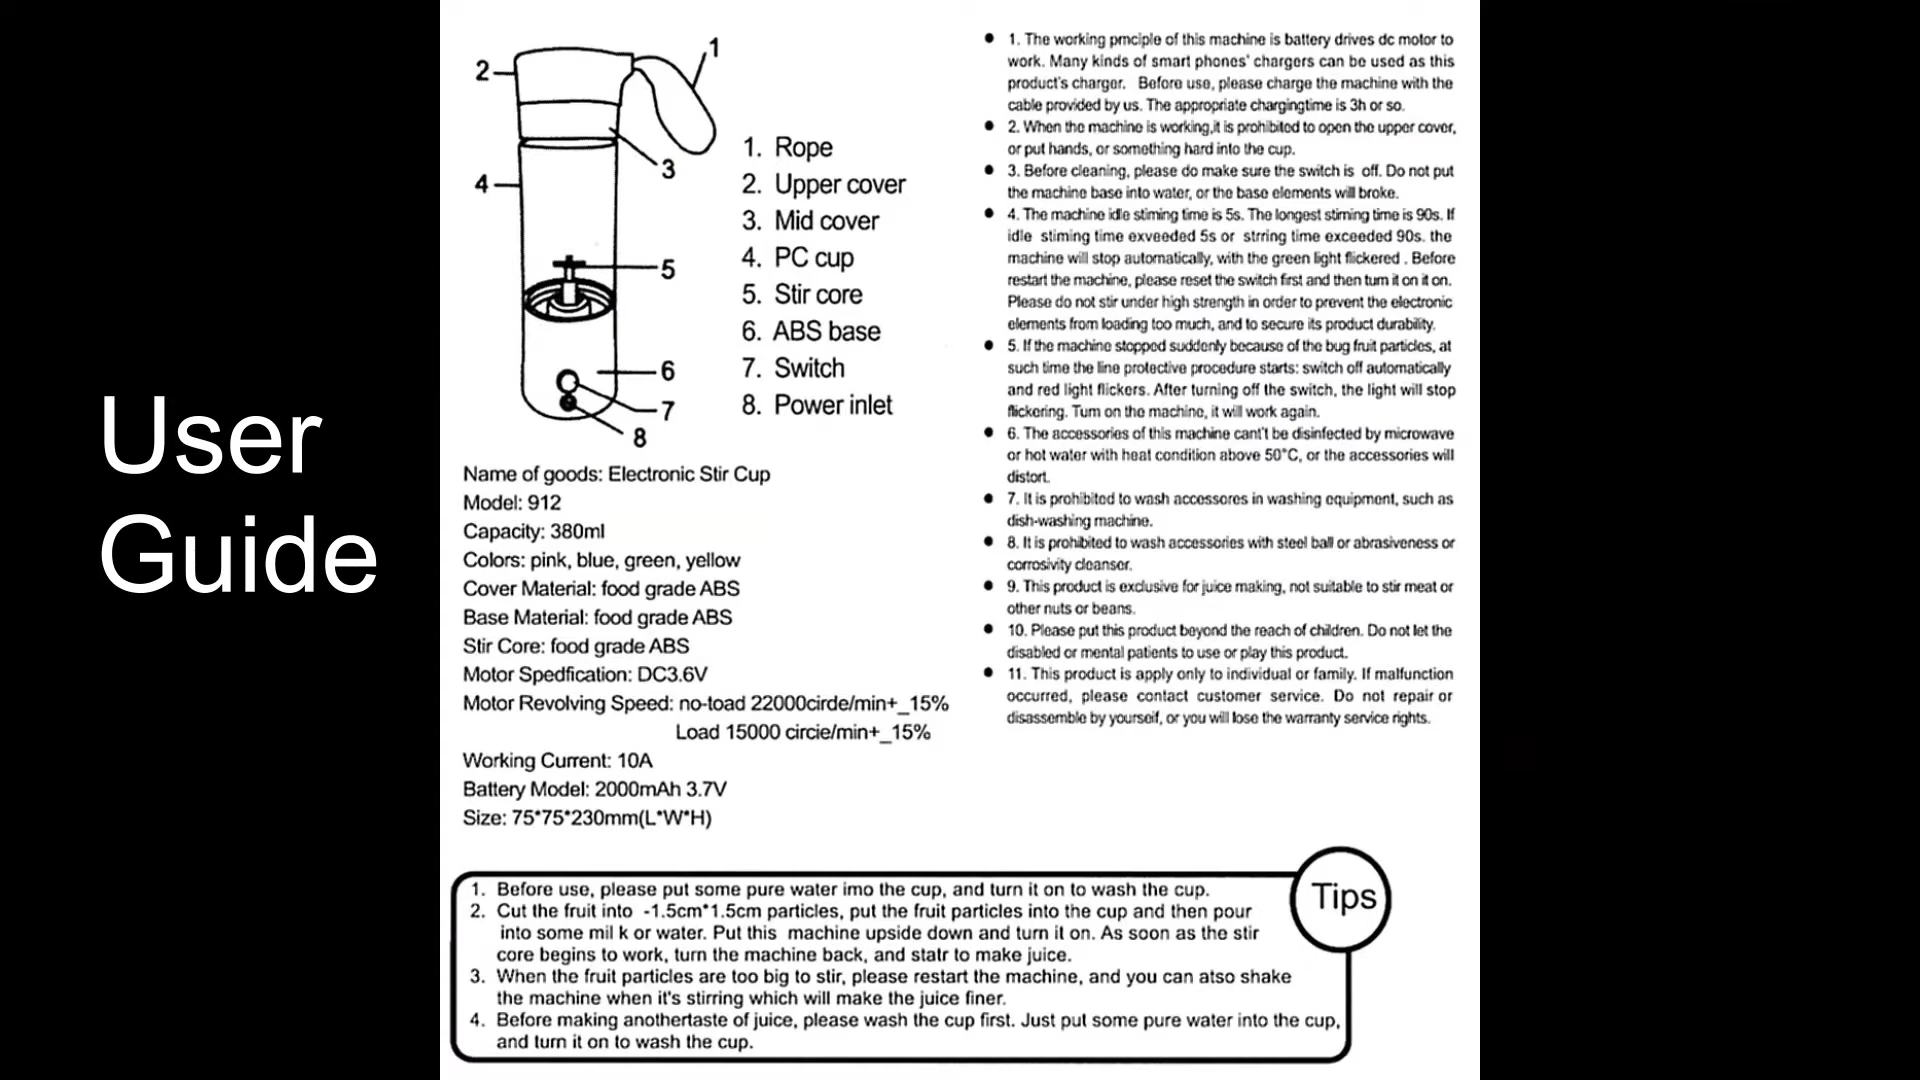 User
Guide
1
2
3
4
5
6
7
8
1. Rope
2. Upper cover
3. Mid cover
4. PC cup
5. Stir core
6. ABS base
7. Switch
8. Power inlet
Name of goods: Electronic Stir Cup
Model: 912
Capacity: 380ml
Colors: pink, blue, green, yellow
Cover Material: food grade ABS
Base Material: food grade ABS
Stir Core: food grade ABS
Motor Spedfication: DC3.6V
Motor Revolving Speed: no-toad 22000cirde/min+_15%
Load 15000 circie/min+_15%
Working Current: 10A
Battery Model: 2000mAh 3.7V
Size: 75*75*230mm(L*W*H)
● 1. The working pmciple of this machine is battery drives dc motor to
work. Many kinds of smart phones' chargers can be used as this
product's charger. Before use, please charge the machine with the
cable provided by us. The appropriate chargingtime is 3h or so.
● 2. When the machine is working,it is prohibited to open the upper cover,
or put hands, or something hard into the cup.
● 3. Before cleaning, please do make sure the switch is off. Do not put
the machine base into water, or the base elements will broke.
● 4. The machine idle stiming time is 5s. The longest stiming time is 90s. If
idle stiming time exveeded 5s or strring time exceeded 90s. the
machine will stop automatically, with the green light flickered . Before
restart the machine, please reset the switch first and then tum it on it on.
Please do not stir under high strength in order to prevent the electronic
elements from loading too much, and to secure its product durability.
● 5. If the machine stopped suddenly because of the bug fruit particles, at
such time the line protective procedure starts: switch off automatically
and red light flickers. After turning off the switch, the light will stop
flickering. Tum on the machine, it will work again.
● 6. The accessories of this machine cant't be disinfected by microwave
or hot water with heat condition above 50°C, or the accessories will
distort.
● 7. It is prohibited to wash accessores in washing equipment, such as
dish-washing machine.
● 8. It is prohibited to wash accessories with steel ball or abrasiveness or
corrosivity cleanser.
● 9. This product is exclusive for juice making, not suitable to stir meat or
other nuts or beans.
● 10. Please put this product beyond the reach of children. Do not let the
disabled or mental patients to use or play this product.
● 11. This product is apply only to individual or family. If malfunction
occurred, please contact customer service. Do not repair or
disassemble by yourself, or you will lose the warranty service rights.
Tips
1. Before use, please put some pure water imo the cup, and turn it on to wash the cup.
2. Cut the fruit into -1.5cm*1.5cm particles, put the fruit particles into the cup and then pour
into some mil k or water. Put this machine upside down and turn it on. As soon as the stir
core begins to work, turn the machine back, and statr to make juice.
3. When the fruit particles are too big to stir, please restart the machine, and you can atso shake
the machine when it's stirring which will make the juice finer.
4. Before making anothertaste of juice, please wash the cup first. Just put some pure water into the cup,
and turn it on to wash the cup.